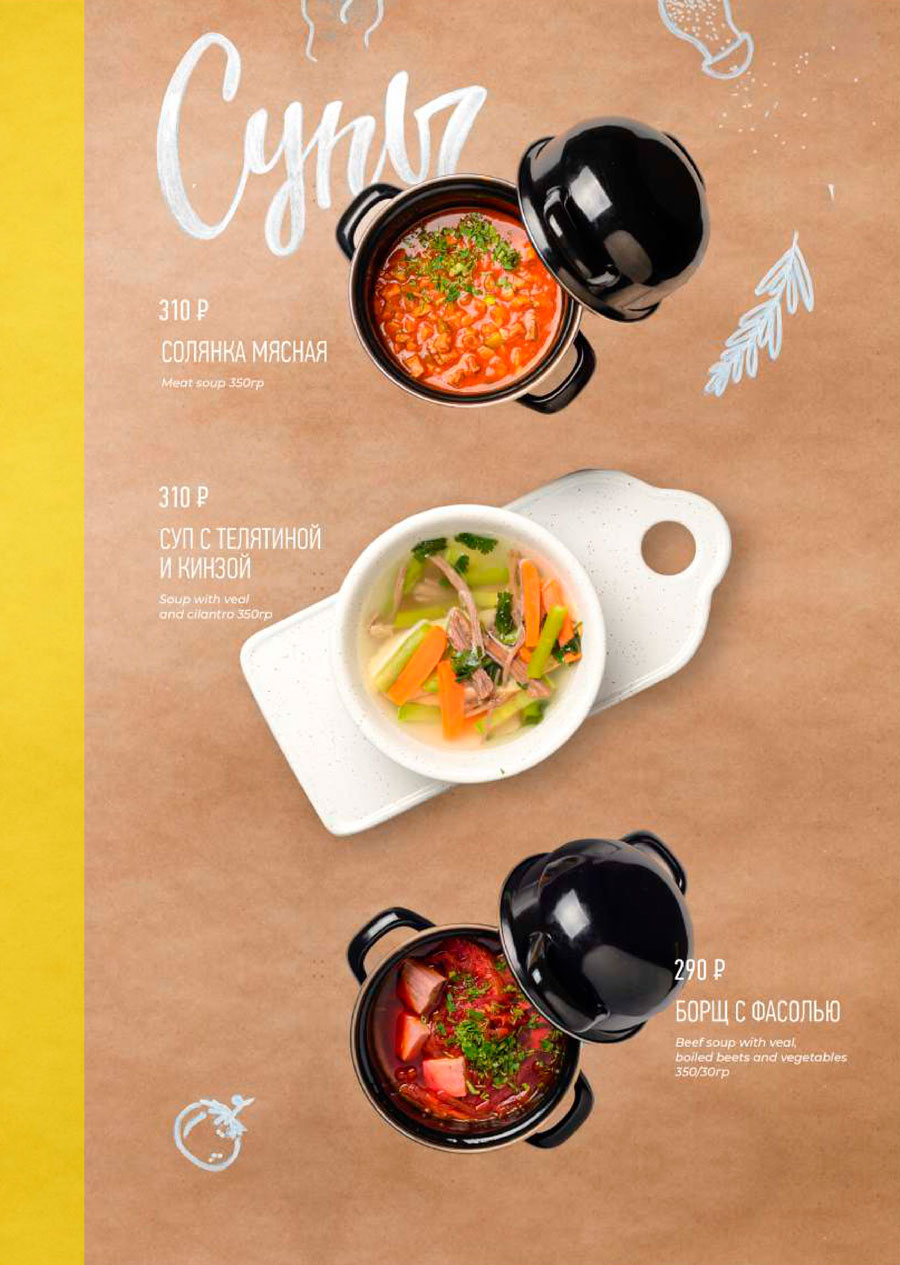 Супы
310 ₽
СОЛЯНКА МЯСНАЯ
Meat soup 350гр
310 ₽
СУП С ТЕЛЯТИНОЙ
И КИНЗОЙ
Soup with veal
and cilantro 350гр
290 ₽
БОРЩ С ФАСОЛЬЮ
Beef soup with veal,
boiled beets and vegetables
350/30гр